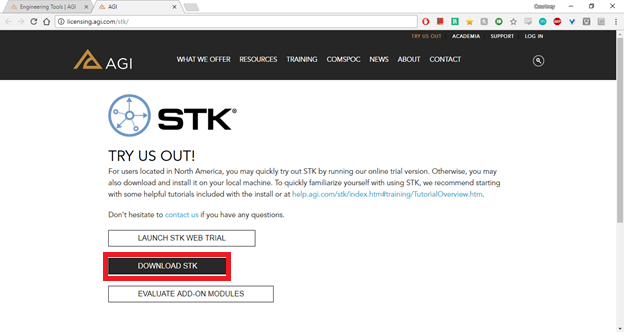 Engineering Tools | AGI
AGI
Courtney
licensing.agi.com/stk/
TRY US OUT ACADEMIA SUPPORT LOG IN
AGI
WHAT WE OFFER RESOURCES TRAINING COMSPOC NEWS ABOUT CONTACT
STK®
TRY US OUT!
For users located in North America, you may quickly try out STK by running our online trial version. Otherwise, you may
also download and install it on your local machine. To quickly familiarize yourself with using STK, we recommend starting
with some helpful tutorials included with the install or at help.agi.com/stk/index.htm#training/TutorialOverview.htm.
Don't hesitate to contact us if you have any questions.
LAUNCH STK WEB TRIAL
DOWNLOAD STK
EVALUATE ADD-ON MODULES